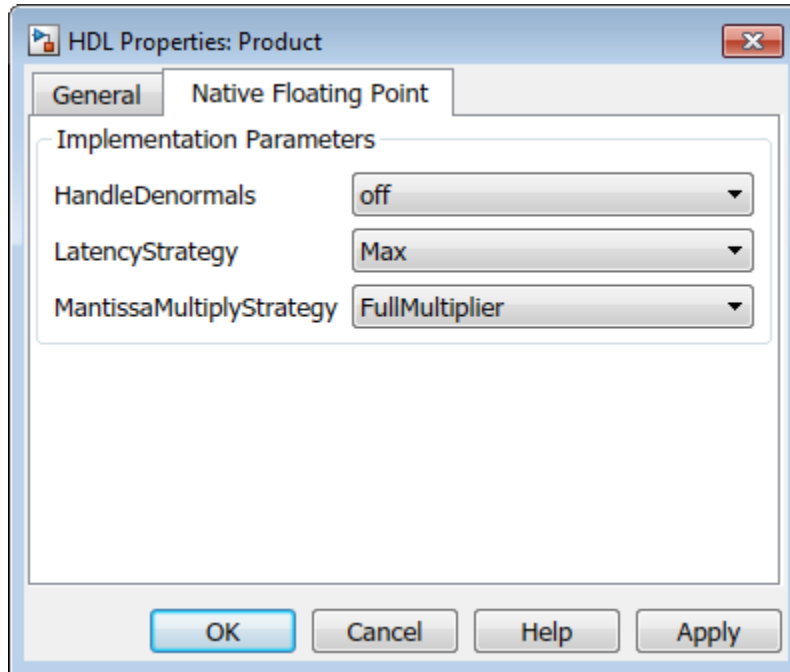 HDL Properties: Product
General Native Floating Point
Implementation Parameters
HandleDenormals off
LatencyStrategy Max
MantissaMultiplyStrategy FullMultiplier
OK Cancel Help Apply